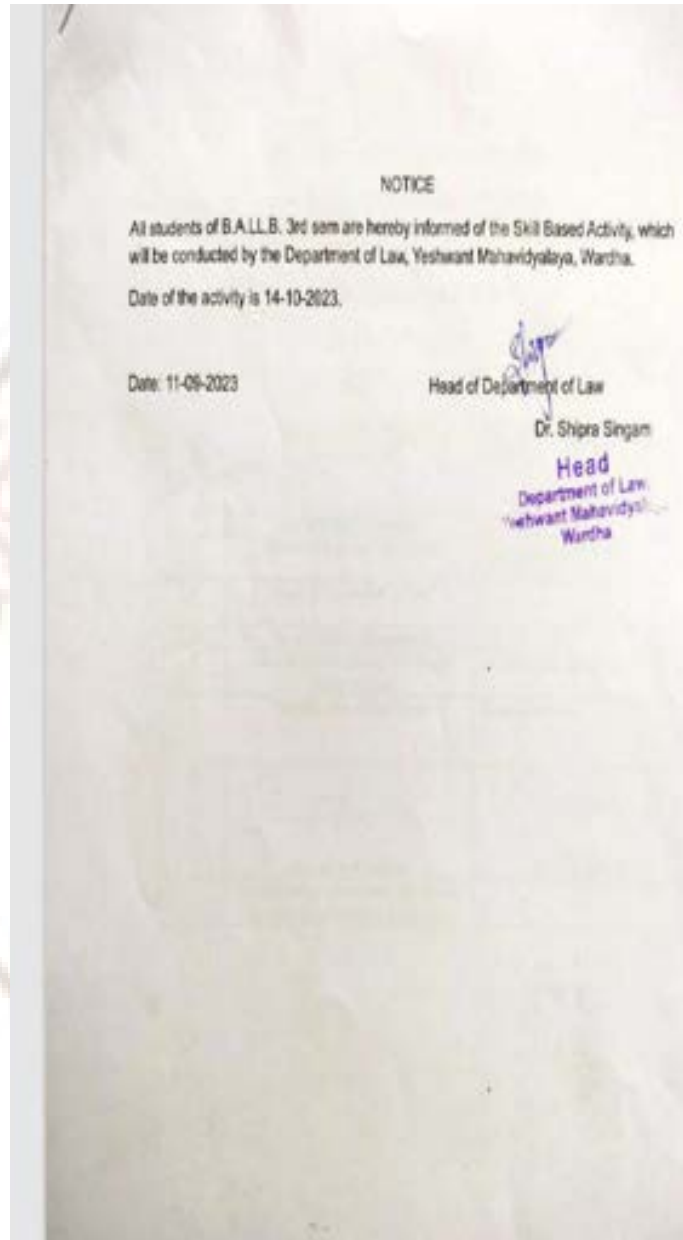 NOTICE
All students of B.A.LL.B. 3rd sem are hereby informed of the Skill Based Activity, which
will be conducted by the Department of Law, Yeshwant Mahavidyalaya, Wardha.
Date of the activity is 14-10-2023.
Date: 11-09-2023 Head of Department of Law
Dr. Shipra Singam
Head
Department of Law
Yeshwant
Wardha